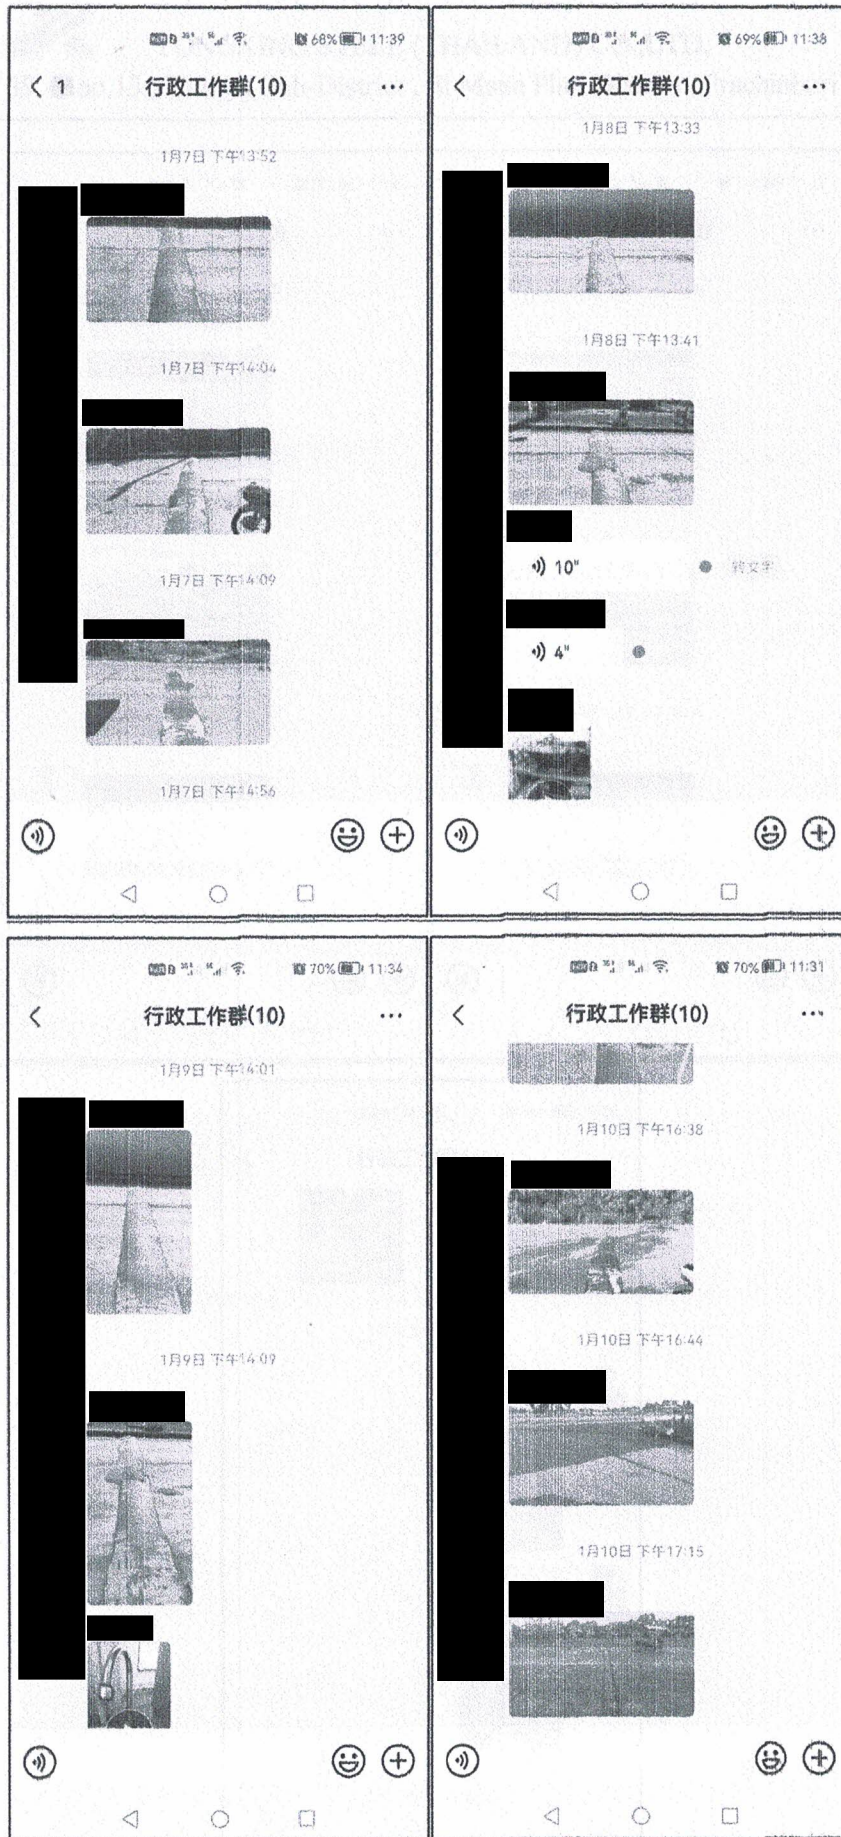 68% 11:39
1
行政工作群(10)
1月7日 下午13:52
1月7日 下午14:04
1月7日 下午14:09
1月7日 下午14:56
69% 11:38
行政工作群(10)
1月8日 下午13:33
1月8日 下午13:41
10"
转文字
4"
70% 11:34
行政工作群(10)
1月9日 下午14:01
1月9日 下午14:09
70% 11:31
行政工作群(10)
1月10日 下午16:38
1月10日 下午16:44
1月10日 下午17:15